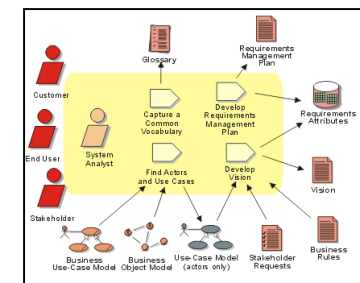 Requirements
Management
Plan
Glossary
Customer
Capture a
Common
Vocabulary
Develop
Requirements
Management
Plan
Requirements
Attributes
End User
System
Analyst
Find Actors
and Use Cases
Develop
Vision
Vision
Stakeholder
Business
Use-Case Model
Business
Object Model
Use-Case Model
(actors only)
Stakeholder
Requests
Business
Rules